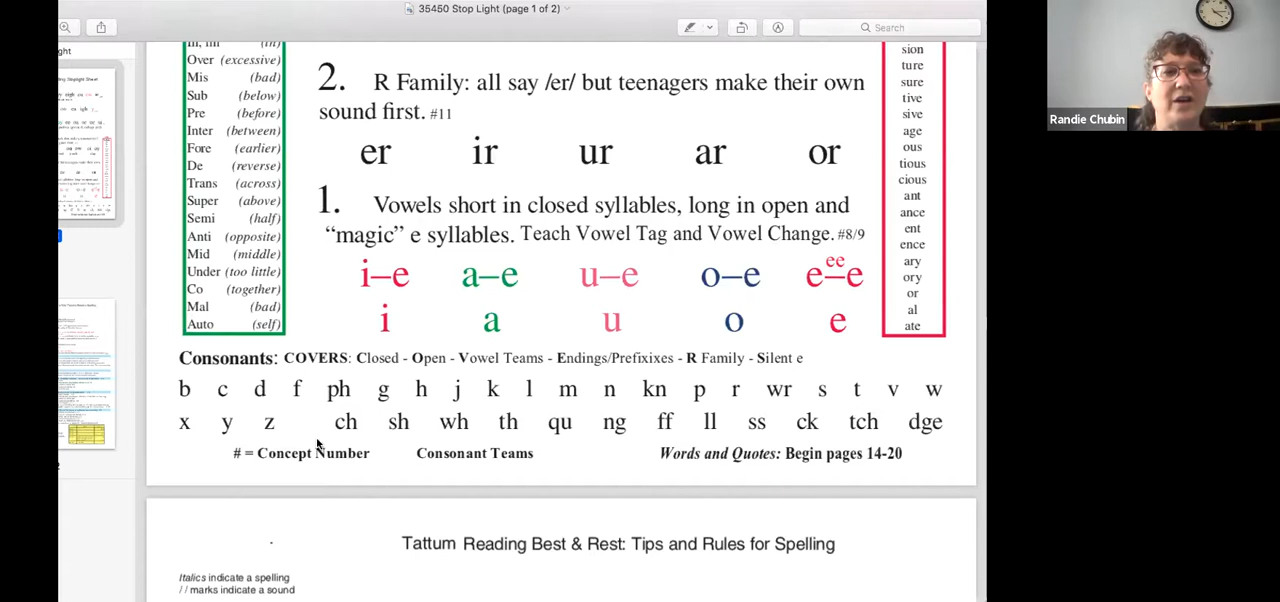 35450 Stop Light (page 1 of 2)
Search
ght
In, Im (in)
Over (excessive)
Mis (bad)
Sub (below)
Pre (before)
Inter (between)
Fore (earlier)
De (reverse)
Trans (across)
Super (above)
Semi (half)
Anti (opposite)
Mid (middle)
Under (too little)
Co (together)
Mal (bad)
Auto (self)
2. R Family: all say /er/ but teenagers make their own
sound first. #11
er ir ur ar or
1. Vowels short in closed syllables, long in open and
“magic” e syllables. Teach Vowel Tag and Vowel Change. #8/9
ee
i–e a–e u–e o–e e–e
i a u o e
sion
ture
sure
tive
sive
age
ous
tious
cious
ant
ance
ent
ence
ary
ory
or
al
ate
Consonants: COVERS: Closed - Open - Vowel Teams - Endings/Prefixixes - R Family - Silent e
b c d f ph g h j k l m n kn p r wr s t v w
x y z ch sh wh th qu ng ff ll ss ck tch dge
# = Concept Number Consonant Teams Words and Quotes: Begin pages 14-20
Tattum Reading Best & Rest: Tips and Rules for Spelling
Italics indicate a spelling
/ / marks indicate a sound
Randie Chubin